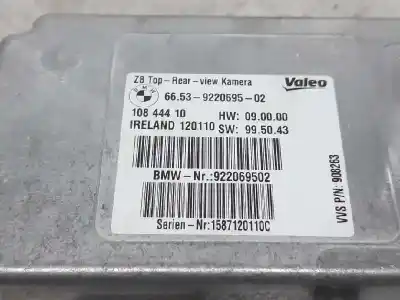 ZB Top-Rear-view Kamera
Valeo
66.53-9220695-02
108 444 10 HW: 09.00.00
IRELAND 120110 SW: 99.50.43
BMW-Nr.:922069502
Serien-Nr:1587120110C
VVS P/N: 908263